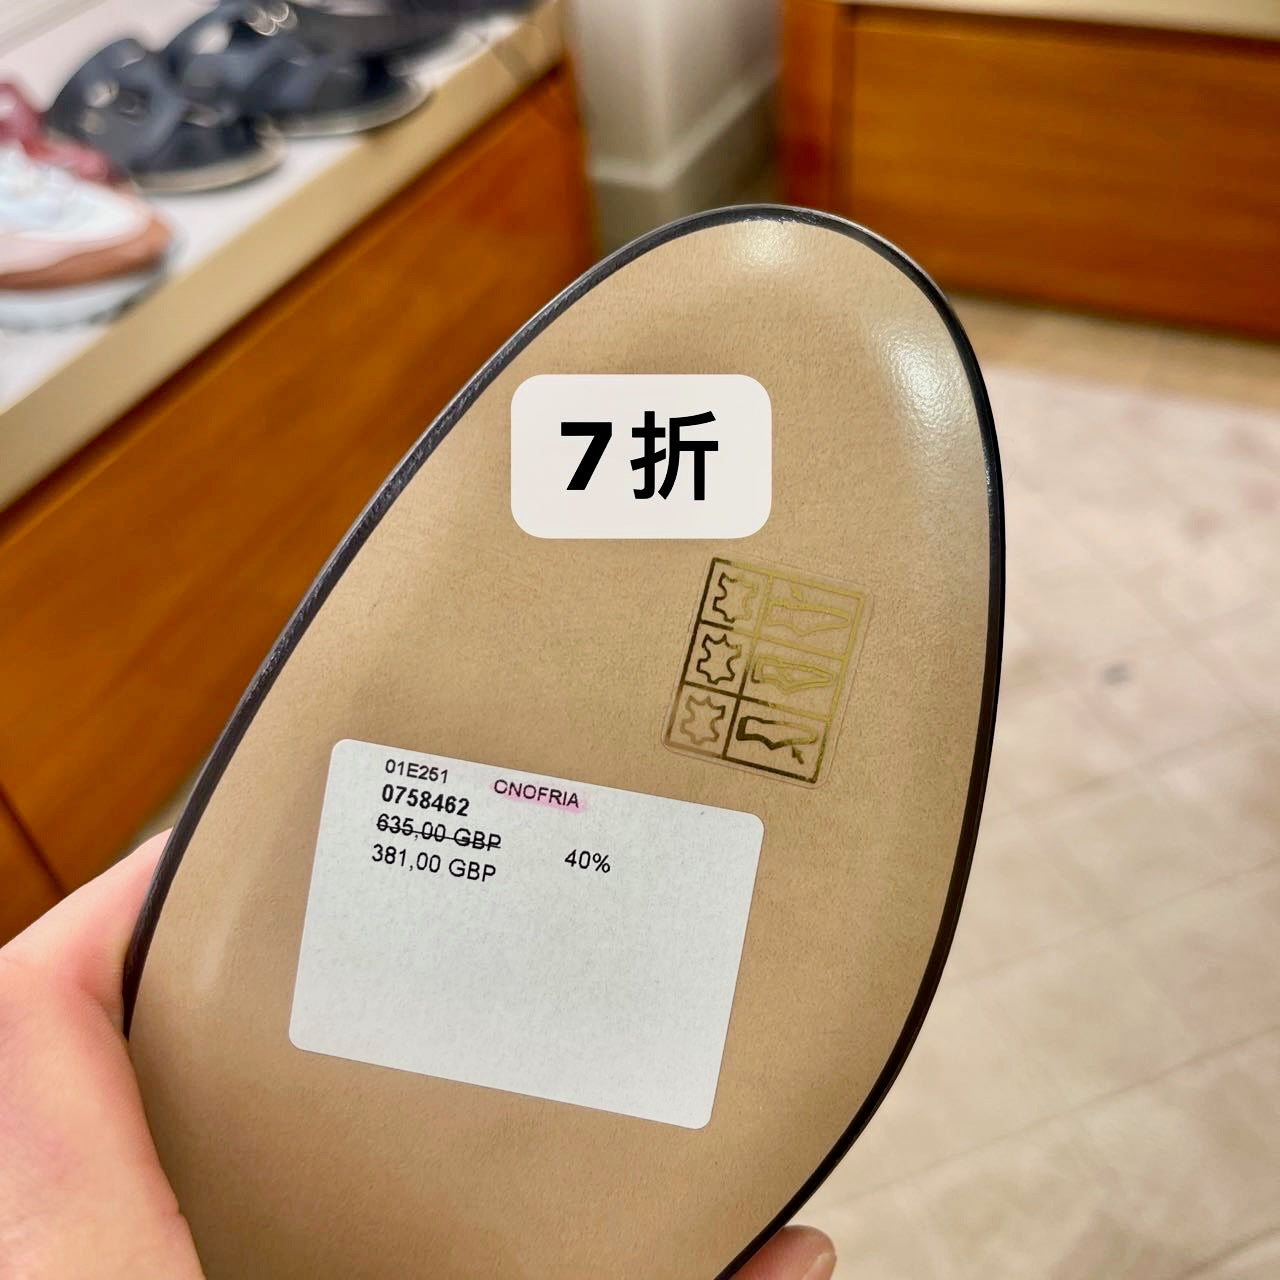 7折
01E251 ONOFRIA
0758462
635,00 GBP
381,00 GBP 40%